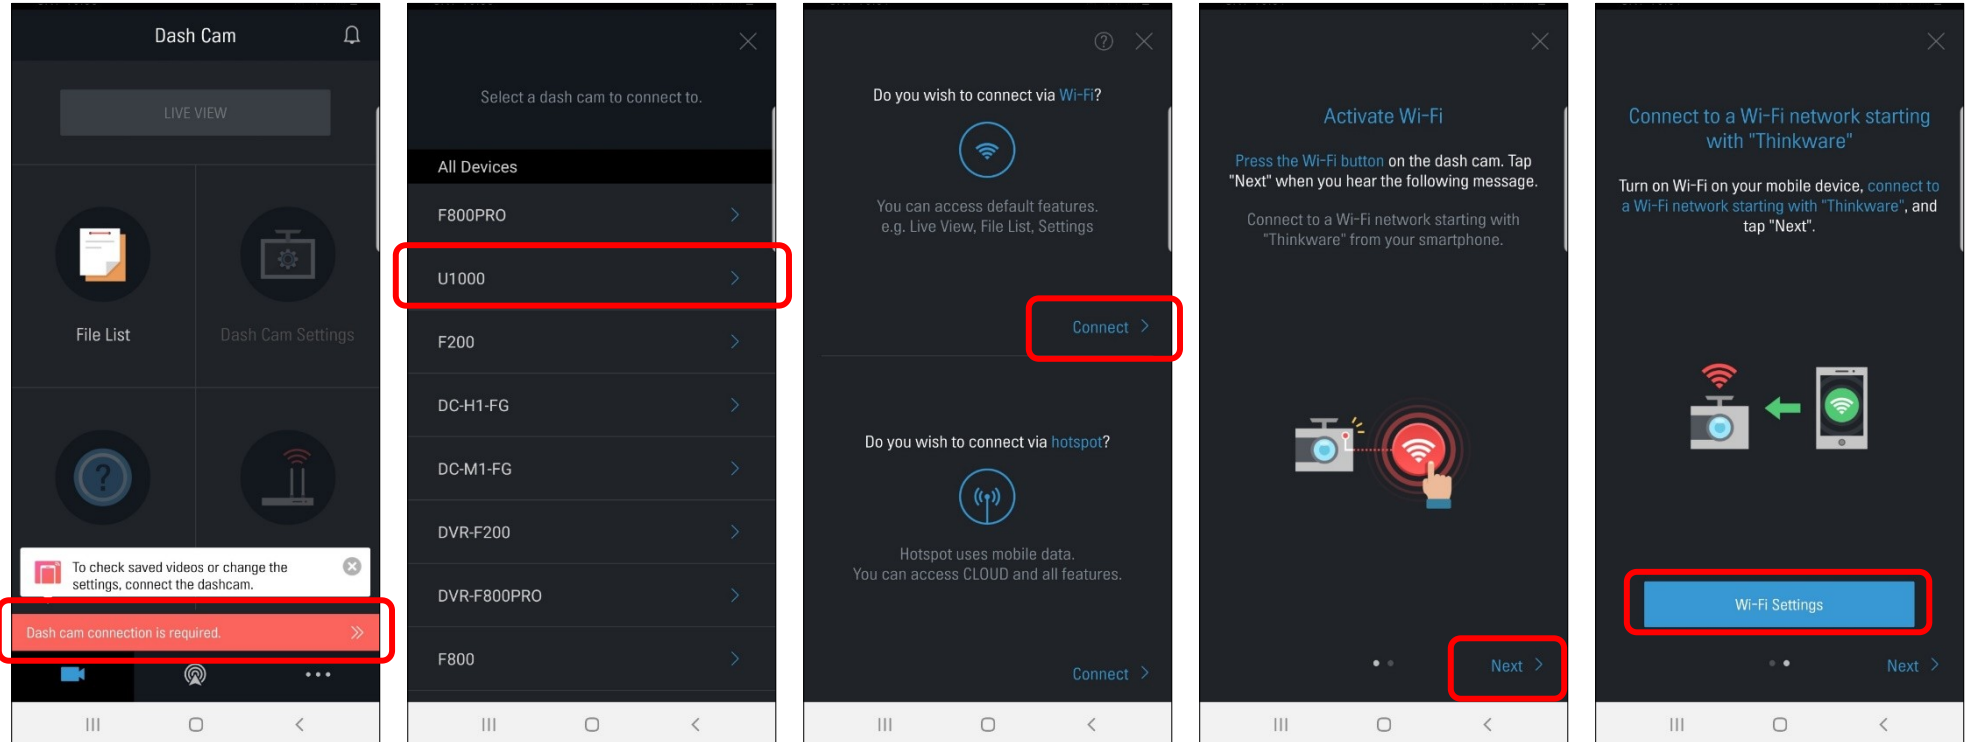 Dash Cam
LIVE VIEW
File List
Dash Cam Settings
?
To check saved videos or change the
settings, connect the dashcam.
Dash cam connection is required.
Select a dash cam to connect to.
All Devices
F800PRO
U1000
F200
DC-H1-FG
DC-M1-FG
DVR-F200
DVR-F800PRO
F800
?
Do you wish to connect via Wi-Fi?
You can access default features.
e.g. Live View, File List, Settings
Connect >
Do you wish to connect via hotspot?
Hotspot uses mobile data.
You can access CLOUD and all features.
Connect >
Activate Wi-Fi
Press the Wi-Fi button on the dash cam. Tap
"Next" when you hear the following message.
Connect to a Wi-Fi network starting with
"Thinkware" from your smartphone.
Next >
Connect to a Wi-Fi network starting
with "Thinkware"
Turn on Wi-Fi on your mobile device, connect to
a Wi-Fi network starting with "Thinkware", and
tap "Next".
Wi-Fi Settings
Next >